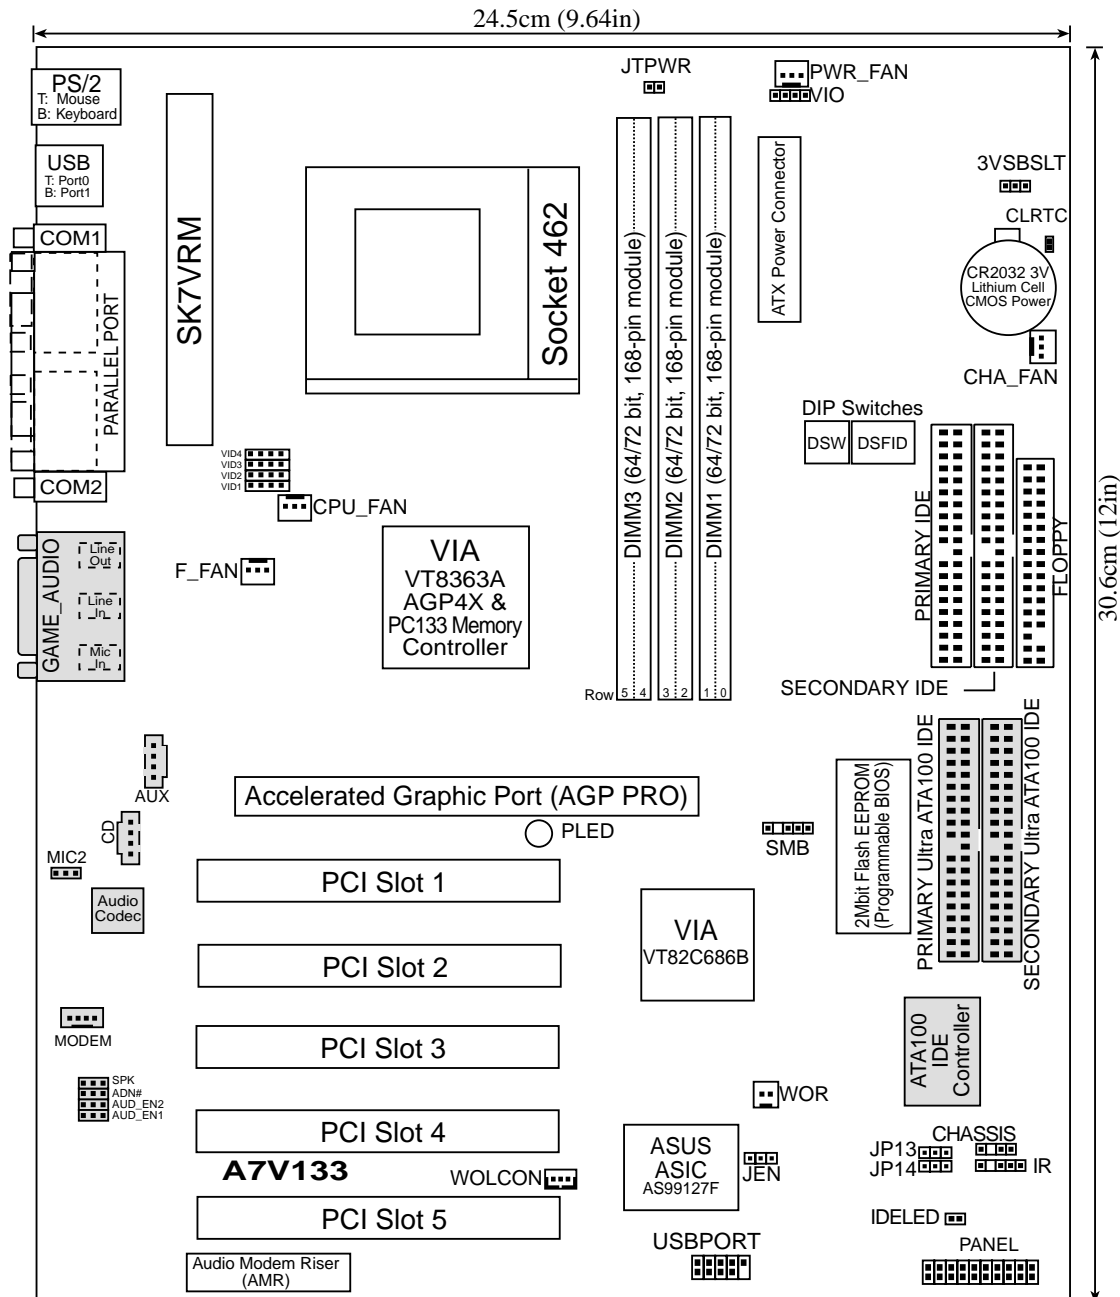 24.5cm (9.64in)
PS/2
T: Mouse
B: Keyboard
USB
T: Port0
B: Port1
COM1
PARALLEL PORT
COM2
GAME_AUDIO
Line
Out
Line
In
Mic
In
SK7VRM
Socket 462
VID4
VID3
VID2
VID1
CPU_FAN
F_FAN
VIA
VT8363A
AGP4X &
PC133 Memory
Controller
JTPWR
DIMM3 (64/72 bit, 168-pin module)
DIMM2 (64/72 bit, 168-pin module)
DIMM1 (64/72 bit, 168-pin module)
Row 5 4 3 2 1 0
PWR_FAN
VIO
ATX Power Connector
3VSBSLT
CLRTC
CR2032 3V
Lithium Cell
CMOS Power
CHA_FAN
DIP Switches
DSW
DSFID
PRIMARY IDE
FLOPPY
SECONDARY IDE
30.6cm (12in)
AUX
CD
MIC2
Audio
Codec
MODEM
SPK
ADN#
AUD_EN2
AUD_EN1
Accelerated Graphic Port (AGP PRO)
PLED
SMB
2Mbit Flash EEPROM
(Programmable BIOS)
PRIMARY Ultra ATA100 IDE
SECONDARY Ultra ATA100 IDE
PCI Slot 1
PCI Slot 2
PCI Slot 3
PCI Slot 4
A7V133
WOLCON
PCI Slot 5
Audio Modem Riser
(AMR)
VIA
VT82C686B
ATA100
IDE
Controller
WOR
ASUS
ASIC
AS99127F
JEN
CHASSIS
JP13
JP14
IR
IDELED
USBPORT
PANEL